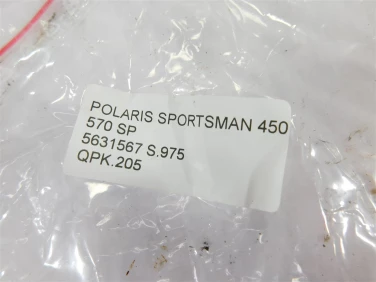 POLARIS SPORTSMAN 450
570 SP
5631567 S.975
QPK.205